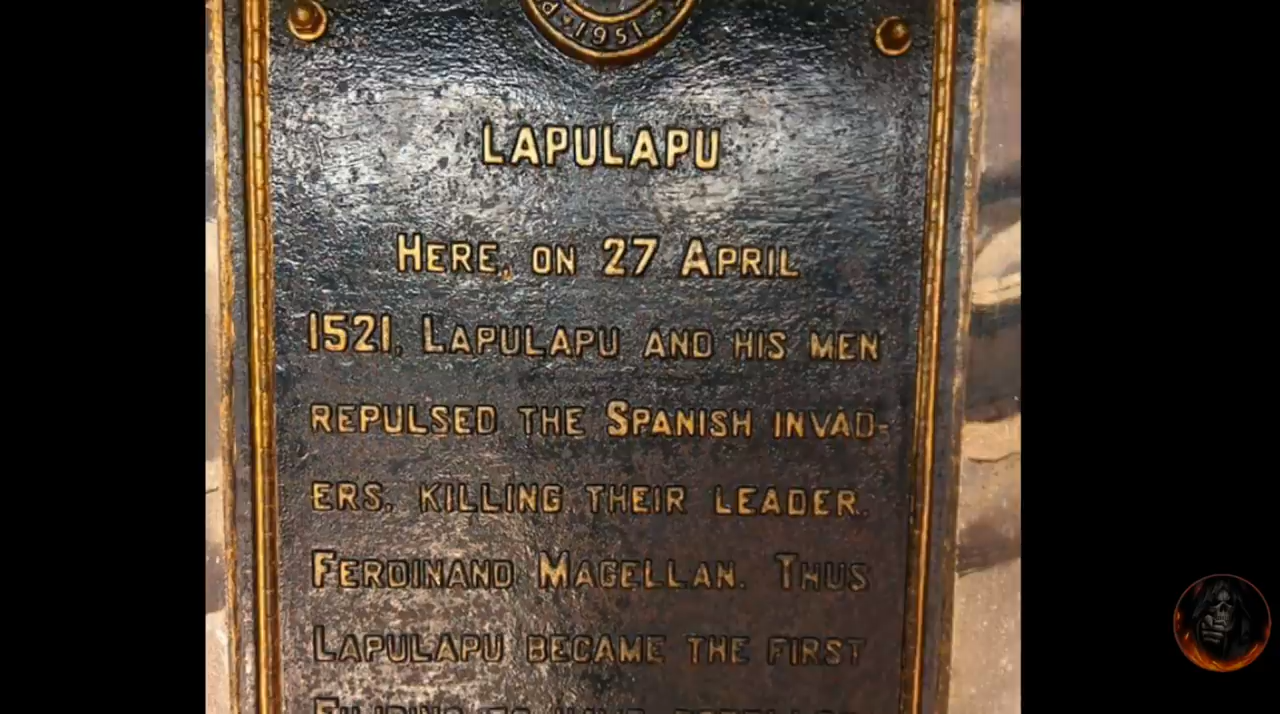 1951
LAPULAPU
HERE, ON 27 APRIL
1521, LAPULAPU AND HIS MEN
REPULSED THE SPANISH INVAD-
ERS, KILLING THEIR LEADER,
FERDINAND MAGELLAN. THUS
LAPULAPU BECAME THE FIRST